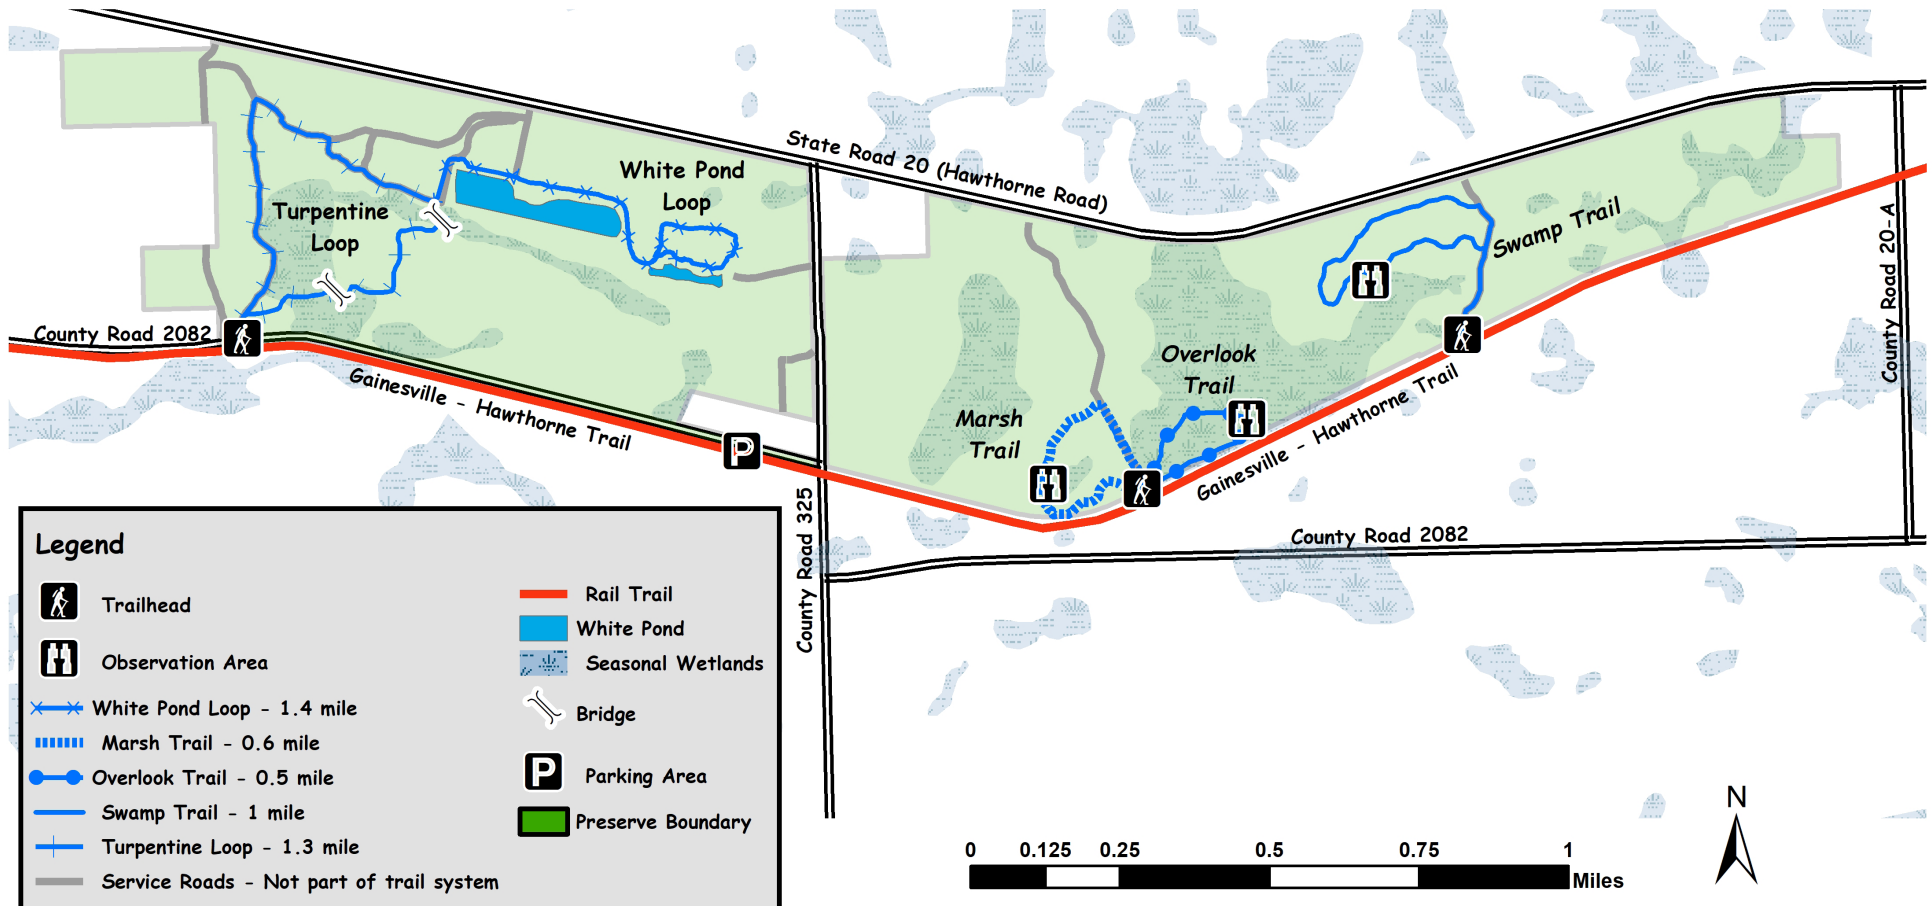 State Road 20 (Hawthorne Road)
White Pond
Loop
Turpentine
Loop
Swamp Trail
County Road 20-A
County Road 2082
Gainesville - Hawthorne Trail
Overlook
Trail
Marsh
Trail
Gainesville - Hawthorne Trail
P
County Road 325
County Road 2082
Legend
Trailhead
Observation Area
White Pond Loop - 1.4 mile
Marsh Trail - 0.6 mile
Overlook Trail - 0.5 mile
Swamp Trail - 1 mile
Turpentine Loop - 1.3 mile
Service Roads - Not part of trail system
Rail Trail
White Pond
Seasonal Wetlands
Bridge
P Parking Area
Preserve Boundary
N
0 0.125 0.25 0.5 0.75 1
Miles